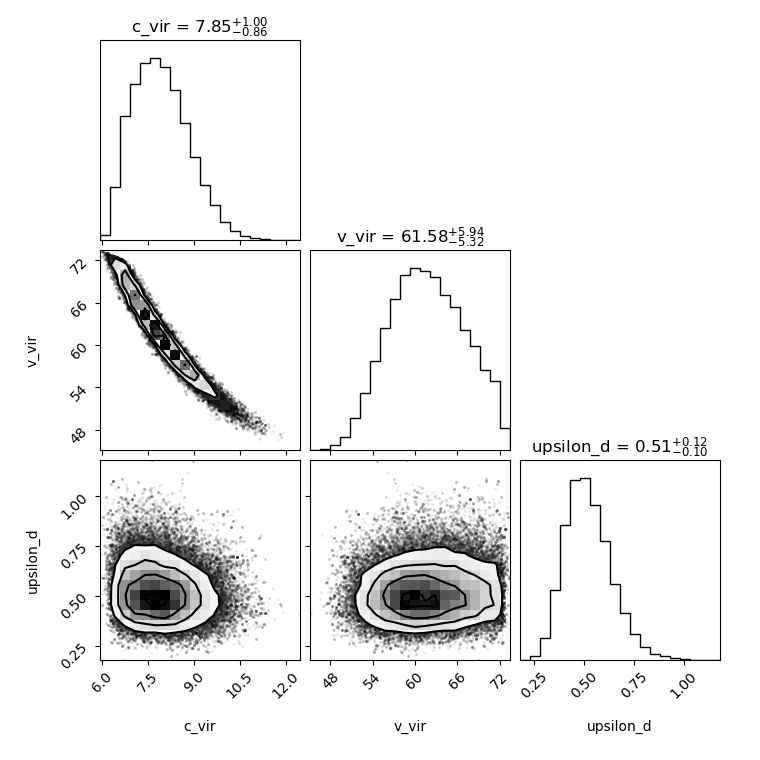 c_vir = 7.85+1.00−0.86
v_vir = 61.58+5.94−5.32
72
66
60
54
48
v_vir
upsilon_d = 0.51+0.12−0.10
1.00
0.75
0.50
0.25
upsilon_d
6.0 7.5 9.0 10.5 12.0 48 54 60 66 72 0.25 0.50 0.75 1.00
c_vir v_vir upsilon_d